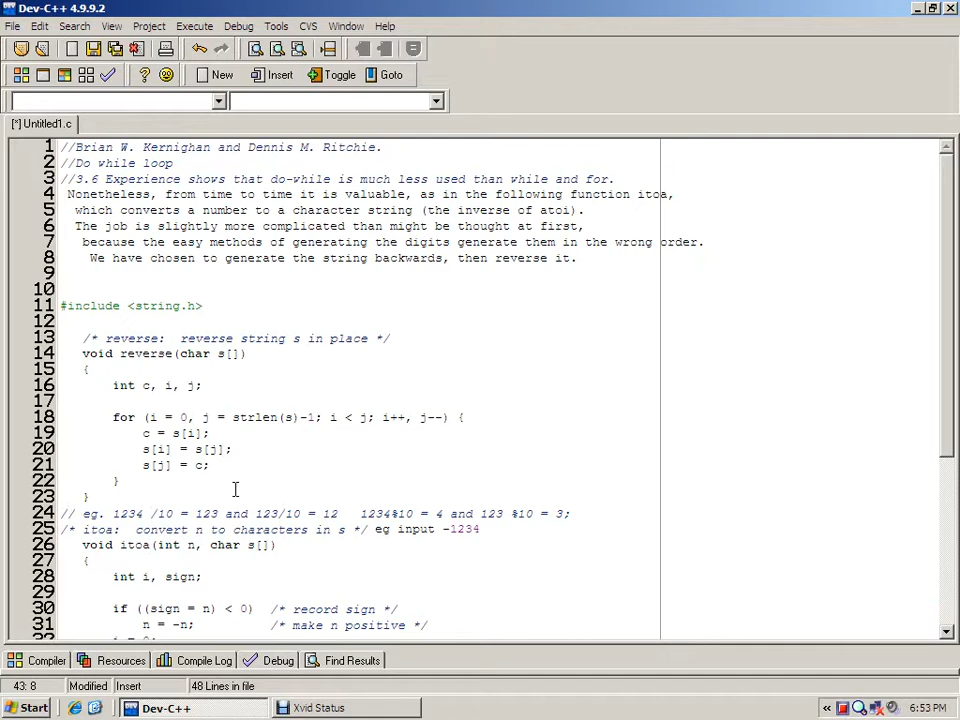 Dev-C++ 4.9.9.2
File Edit Search View Project Execute Debug Tools CVS Window Help
New Insert Toggle Goto
[*] Untitled1.c
1 //Brian W. Kernighan and Dennis M. Ritchie.
2 //Do while loop
3 //3.6 Experience shows that do-while is much less used than while and for.
4 Nonetheless, from time to time it is valuable, as in the following function itoa,
5 which converts a number to a character string (the inverse of atoi).
6 The job is slightly more complicated than might be thought at first,
7 because the easy methods of generating the digits generate them in the wrong order.
8 We have chosen to generate the string backwards, then reverse it.
9
10
11 #include <string.h>
12
13 /* reverse:  reverse string s in place */
14 void reverse(char s[])
15 {
16 int c, i, j;
17
18 for (i = 0, j = strlen(s)-1; i < j; i++, j--) {
19 c = s[i];
20 s[i] = s[j];
21 s[j] = c;
22 }
23 }
24 // eg. 1234 /10 = 123 and 123/10 = 12   1234%10 = 4 and 123 %10 = 3;
25 /* itoa:  convert n to characters in s */ eg input -1234
26 void itoa(int n, char s[])
27 {
28 int i, sign;
29
30 if ((sign = n) < 0)  /* record sign */
31 n = -n;          /* make n positive */
32 i = 0;
Compiler Resources Compile Log Debug Find Results
43: 8 Modified Insert 48 Lines in file
Start Dev-C++ Xvid Status « 6:53 PM